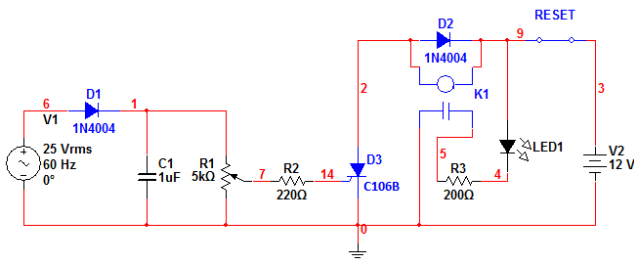 D2
RESET
1N4004
9
D1
6
V1
1N4004
1
2
K1
3
25 Vrms
60 Hz
0°
C1
1uF
R1
5kΩ
7
R2
220Ω
14
D3
C106B
5
R3
200Ω
4
LED1
V2
12 V
0